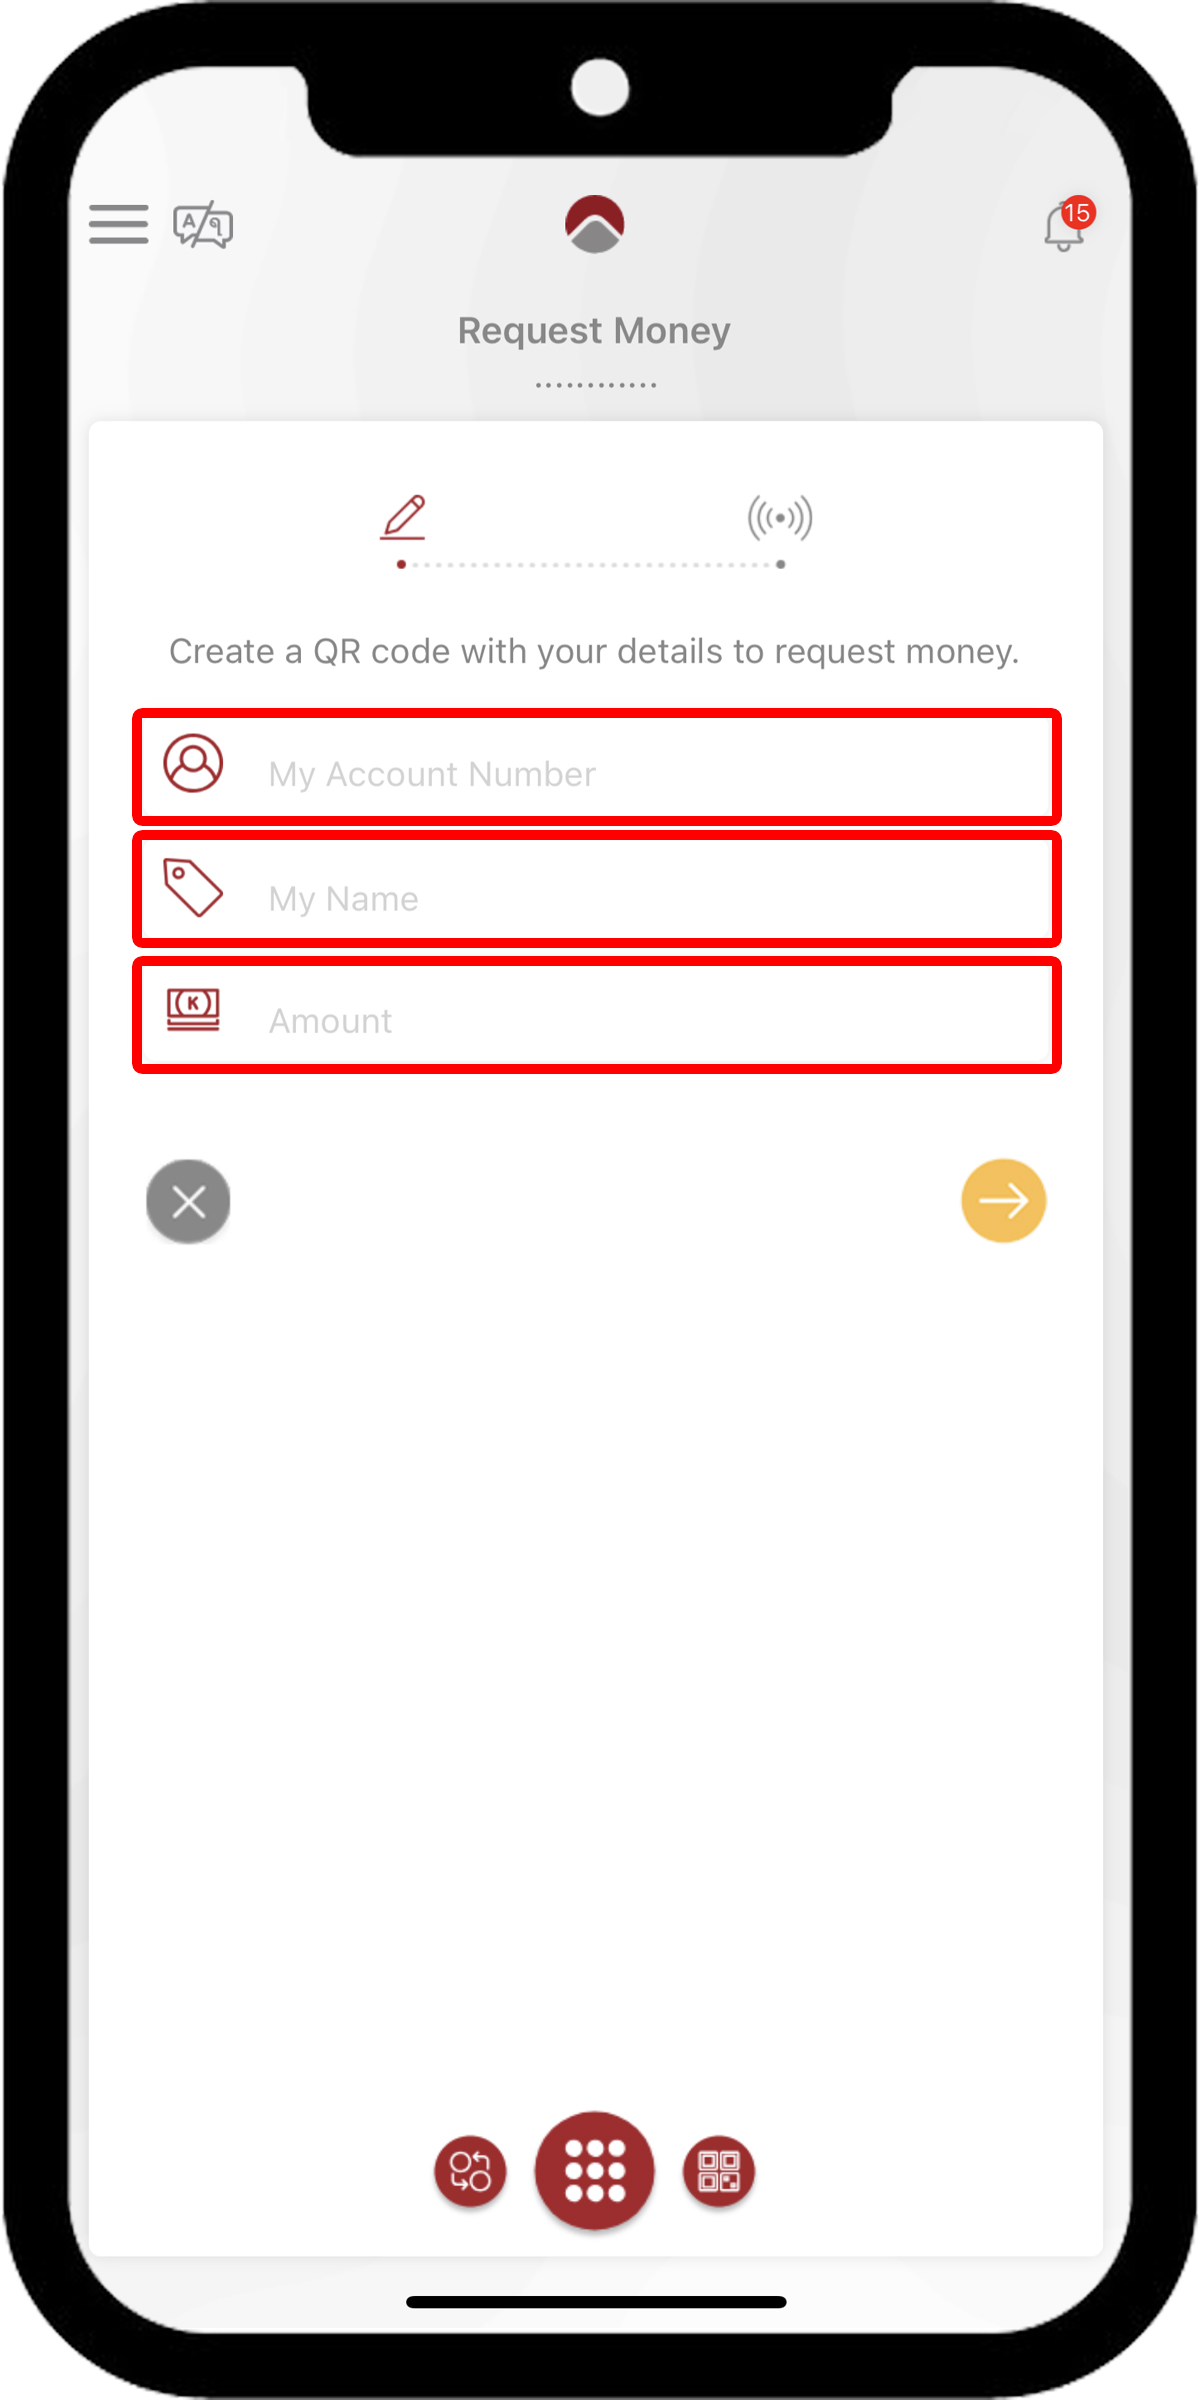 15
Request Money
Create a QR code with your details to request money.
My Account Number
My Name
K
Amount